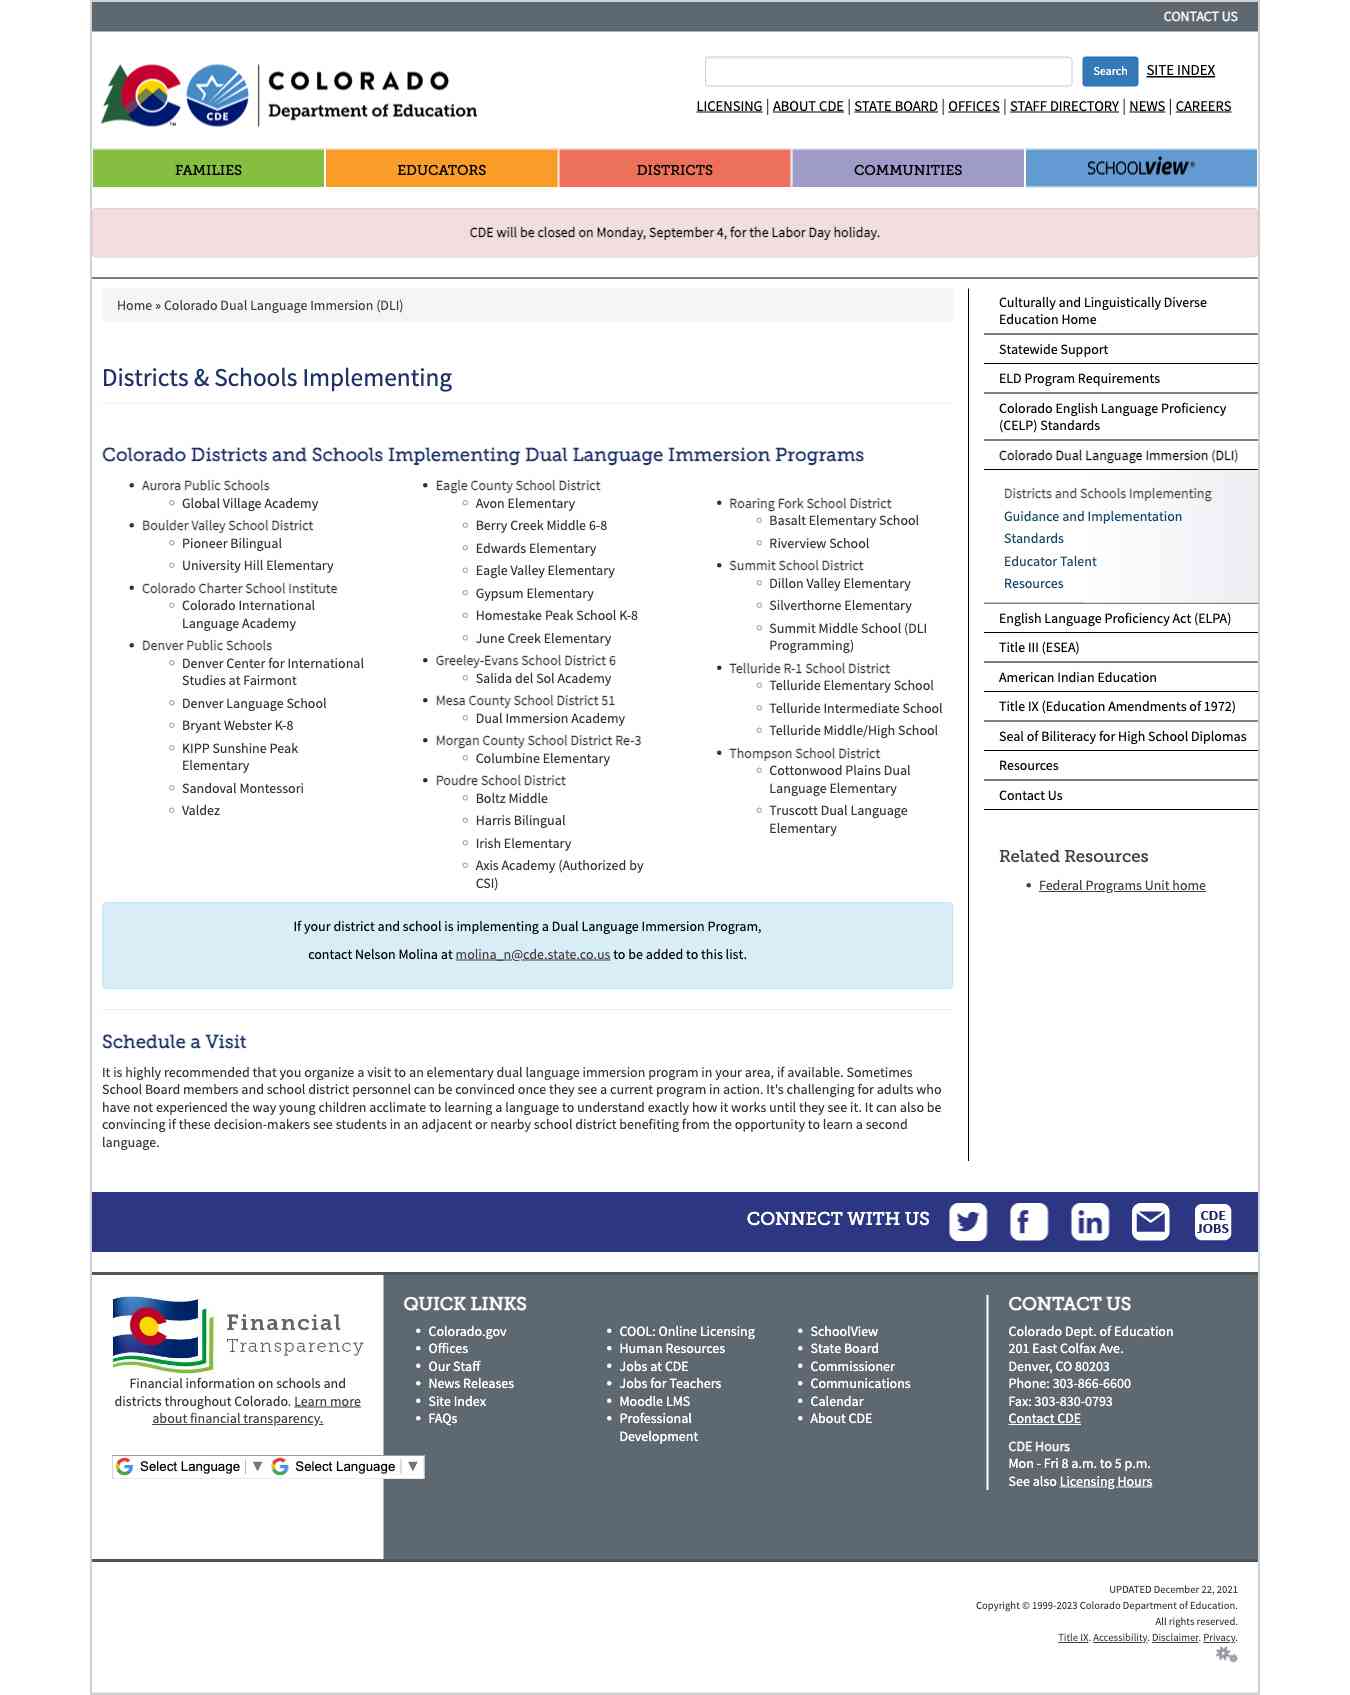 CONTACT US
COLORADO
Department of Education
CDE
TM
Search
SITE INDEX
LICENSING | ABOUT CDE | STATE BOARD | OFFICES | STAFF DIRECTORY | NEWS | CAREERS
FAMILIES
EDUCATORS
DISTRICTS
COMMUNITIES
SCHOOLVIEW®
CDE will be closed on Monday, September 4, for the Labor Day holiday.
Home » Colorado Dual Language Immersion (DLI)
Districts & Schools Implementing
Colorado Districts and Schools Implementing Dual Language Immersion Programs
Aurora Public Schools
Global Village Academy
Boulder Valley School District
Pioneer Bilingual
University Hill Elementary
Colorado Charter School Institute
Colorado International
Language Academy
Denver Public Schools
Denver Center for International
Studies at Fairmont
Denver Language School
Bryant Webster K-8
KIPP Sunshine Peak
Elementary
Sandoval Montessori
Valdez
Eagle County School District
Avon Elementary
Berry Creek Middle 6-8
Edwards Elementary
Eagle Valley Elementary
Gypsum Elementary
Homestake Peak School K-8
June Creek Elementary
Greeley-Evans School District 6
Salida del Sol Academy
Mesa County School District 51
Dual Immersion Academy
Morgan County School District Re-3
Columbine Elementary
Poudre School District
Boltz Middle
Harris Bilingual
Irish Elementary
Axis Academy (Authorized by
CSI)
Roaring Fork School District
Basalt Elementary School
Riverview School
Summit School District
Dillon Valley Elementary
Silverthorne Elementary
Summit Middle School (DLI
Programming)
Telluride R-1 School District
Telluride Elementary School
Telluride Intermediate School
Telluride Middle/High School
Thompson School District
Cottonwood Plains Dual
Language Elementary
Truscott Dual Language
Elementary
If your district and school is implementing a Dual Language Immersion Program,
contact Nelson Molina at molina_n@cde.state.co.us to be added to this list.
Schedule a Visit
It is highly recommended that you organize a visit to an elementary dual language immersion program in your area, if available. Sometimes
School Board members and school district personnel can be convinced once they see a current program in action. It's challenging for adults who
have not experienced the way young children acclimate to learning a language to understand exactly how it works until they see it. It can also be
convincing if these decision-makers see students in an adjacent or nearby school district benefiting from the opportunity to learn a second
language.
Culturally and Linguistically Diverse
Education Home
Statewide Support
ELD Program Requirements
Colorado English Language Proficiency
(CELP) Standards
Colorado Dual Language Immersion (DLI)
Districts and Schools Implementing
Guidance and Implementation
Standards
Educator Talent
Resources
English Language Proficiency Act (ELPA)
Title III (ESEA)
American Indian Education
Title IX (Education Amendments of 1972)
Seal of Biliteracy for High School Diplomas
Resources
Contact Us
Related Resources
Federal Programs Unit home
CONNECT WITH US
CDE
JOBS
Financial
Transparency
Financial information on schools and
districts throughout Colorado. Learn more
about financial transparency.
Select Language ▼
Select Language ▼
QUICK LINKS
Colorado.gov
Offices
Our Staff
News Releases
Site Index
FAQs
COOL: Online Licensing
Human Resources
Jobs at CDE
Jobs for Teachers
Moodle LMS
Professional
Development
SchoolView
State Board
Commissioner
Communications
Calendar
About CDE
CONTACT US
Colorado Dept. of Education
201 East Colfax Ave.
Denver, CO 80203
Phone: 303-866-6600
Fax: 303-830-0793
Contact CDE
CDE Hours
Mon - Fri 8 a.m. to 5 p.m.
See also Licensing Hours
UPDATED December 22, 2021
Copyright © 1999-2023 Colorado Department of Education.
All rights reserved.
Title IX. Accessibility. Disclaimer. Privacy.